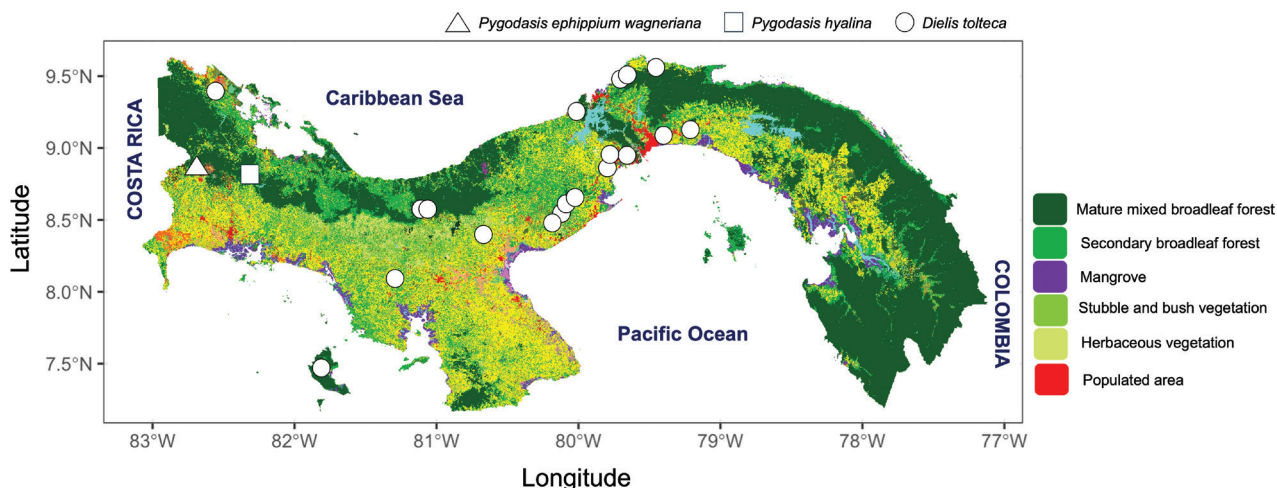 Pygodasis ephippium wagneriana Pygodasis hyalina Dielis tolteca
9.5°N
9.0°N
8.5°N
8.0°N
7.5°N
Latitude
COSTA RICA
Caribbean Sea
Pacific Ocean
COLOMBIA
83°W 82°W 81°W 80°W 79°W 78°W 77°W
Longitude
Mature mixed broadleaf forest
Secondary broadleaf forest
Mangrove
Stubble and bush vegetation
Herbaceous vegetation
Populated area